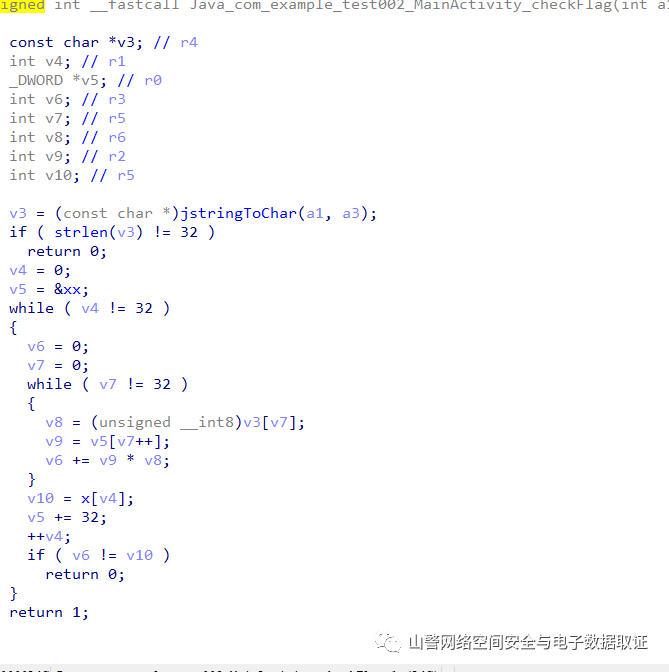 igned int __fastcall Java_com_example_test002_MainActivity_checkFlag(int a
const char *v3; // r4
int v4; // r1
_DWORD *v5; // r0
int v6; // r3
int v7; // r5
int v8; // r6
int v9; // r2
int v10; // r5
v3 = (const char *)jstringToChar(a1, a3);
if ( strlen(v3) != 32 )
return 0;
v4 = 0;
v5 = &xx;
while ( v4 != 32 )
{
v6 = 0;
v7 = 0;
while ( v7 != 32 )
{
v8 = (unsigned __int8)v3[v7];
v9 = v5[v7++];
v6 += v9 * v8;
}
v10 = x[v4];
v5 += 32;
++v4;
if ( v6 != v10 )
return 0;
}
return 1;
山警网络空间安全与电子数据取证